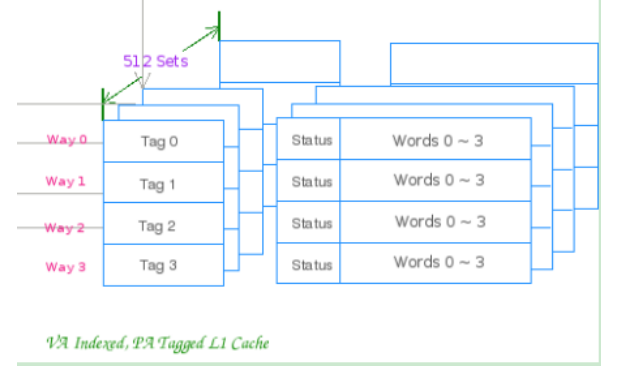 512 Sets
Way 0 Tag 0 Status Words 0 ~ 3
Way 1 Tag 1 Status Words 0 ~ 3
Way 2 Tag 2 Status Words 0 ~ 3
Way 3 Tag 3 Status Words 0 ~ 3
VA Indexed, PA Tagged L1 Cache